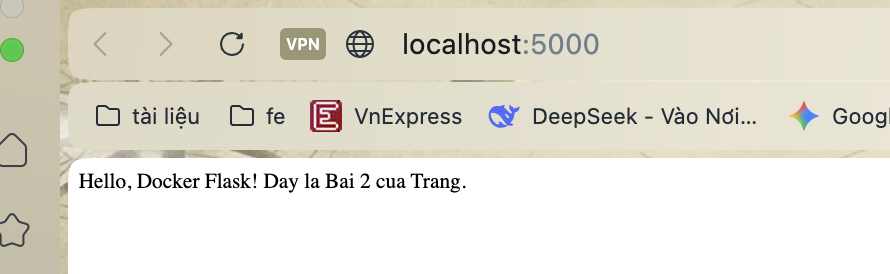 VPN localhost:5000
tài liệu fe VnExpress DeepSeek - Vào Nơi... Googl
Hello, Docker Flask! Day la Bai 2 cua Trang.